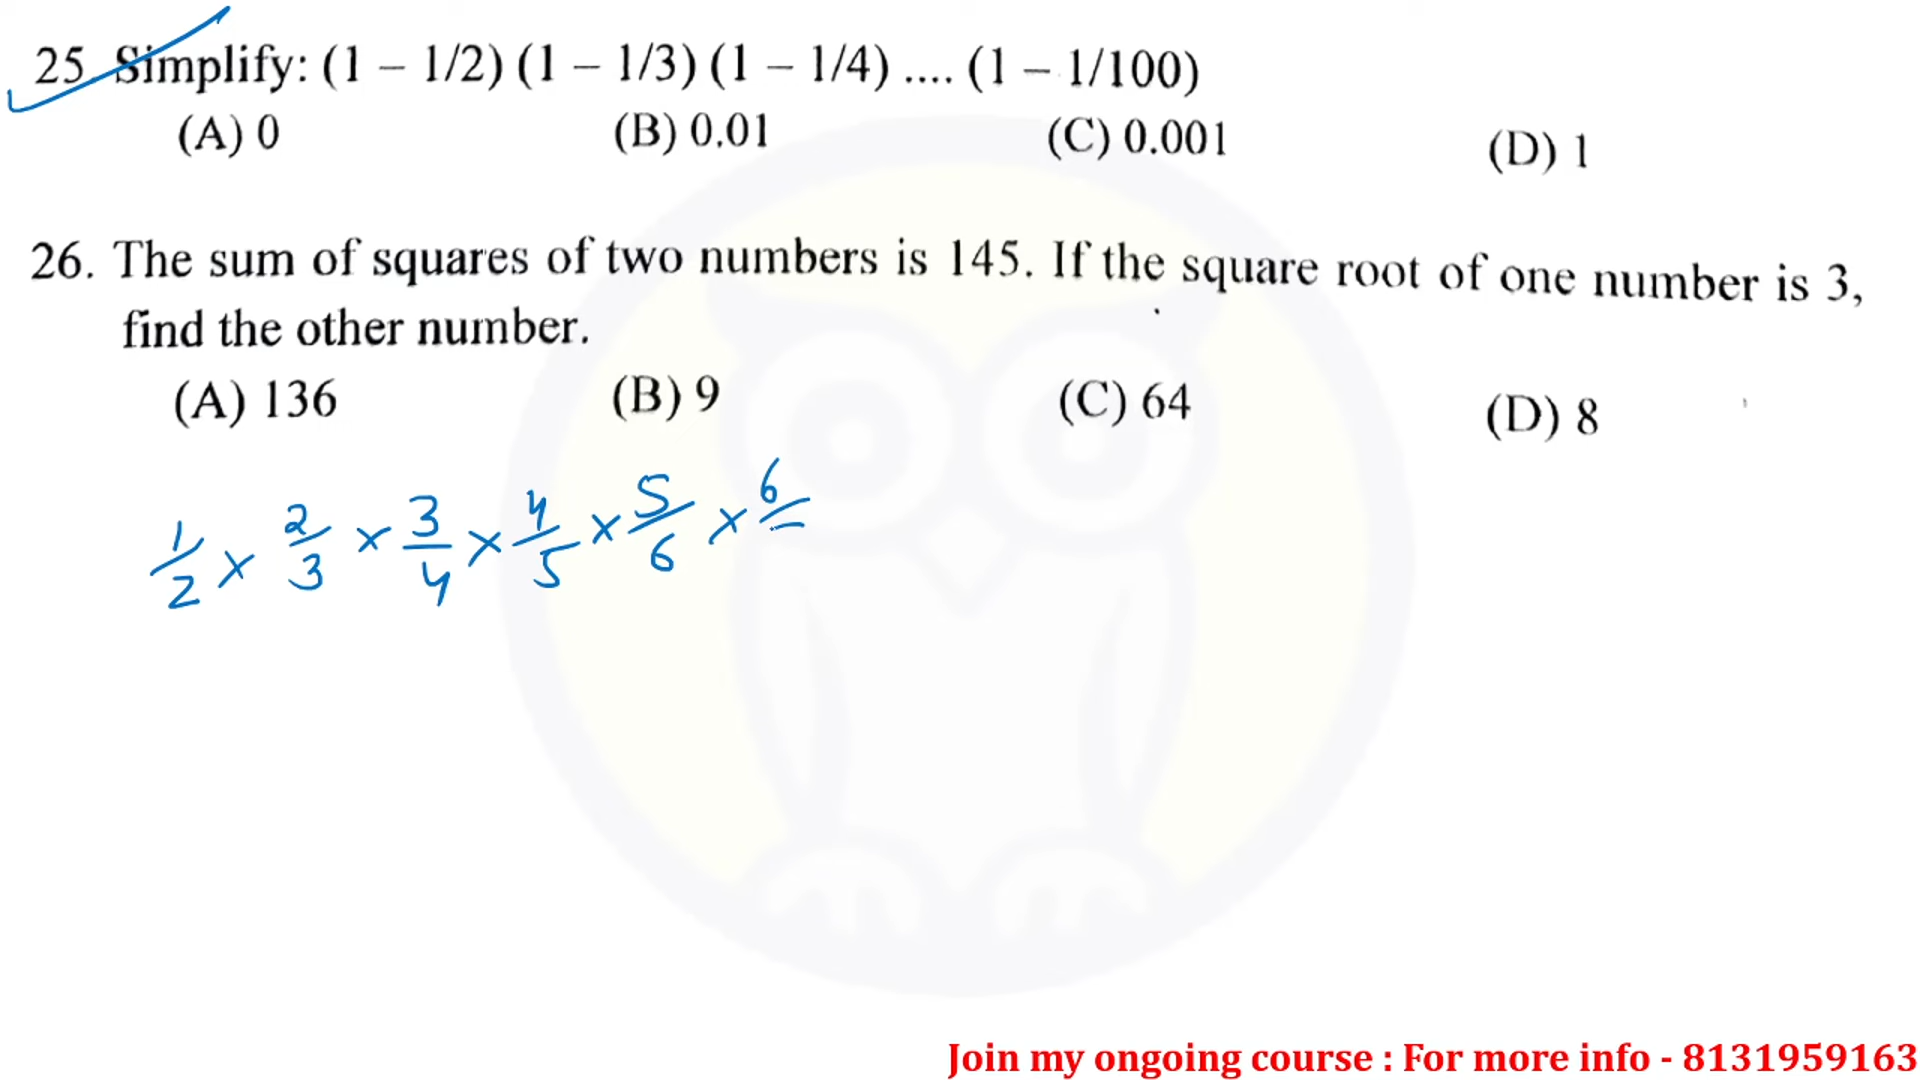 25. Simplify: (1 – 1/2) (1 – 1/3) (1 – 1/4) .... (1 – 1/100)
(A) 0 (B) 0.01 (C) 0.001 (D) 1
26. The sum of squares of two numbers is 145. If the square root of one number is 3,
find the other number.
(A) 136 (B) 9 (C) 64 (D) 8
1/2 × 2/3 × 3/4 × 4/5 × 5/6 × 6/
Join my ongoing course : For more info - 8131959163